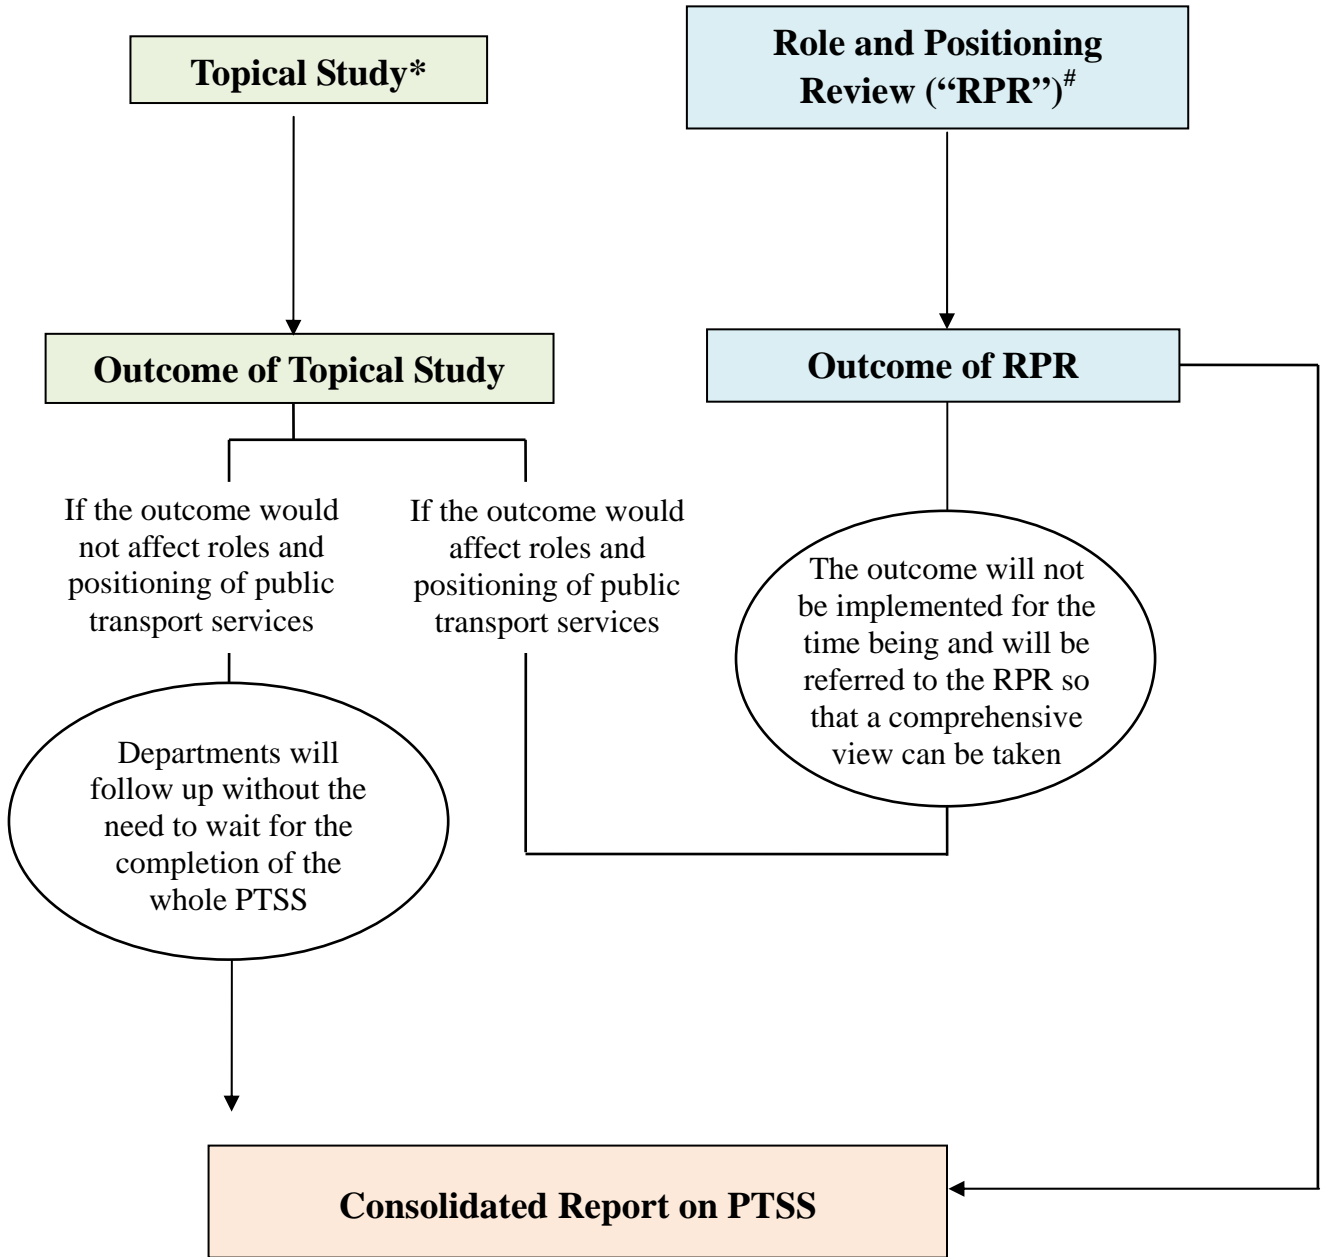 Topical Study*
Role and Positioning
Review (“RPR”)#
Outcome of Topical Study
Outcome of RPR
If the outcome would
not affect roles and
positioning of public
transport services
If the outcome would
affect roles and
positioning of public
transport services
The outcome will not
be implemented for the
time being and will be
referred to the RPR so
that a comprehensive
view can be taken
Departments will
follow up without the
need to wait for the
completion of the
whole PTSS
Consolidated Report on PTSS